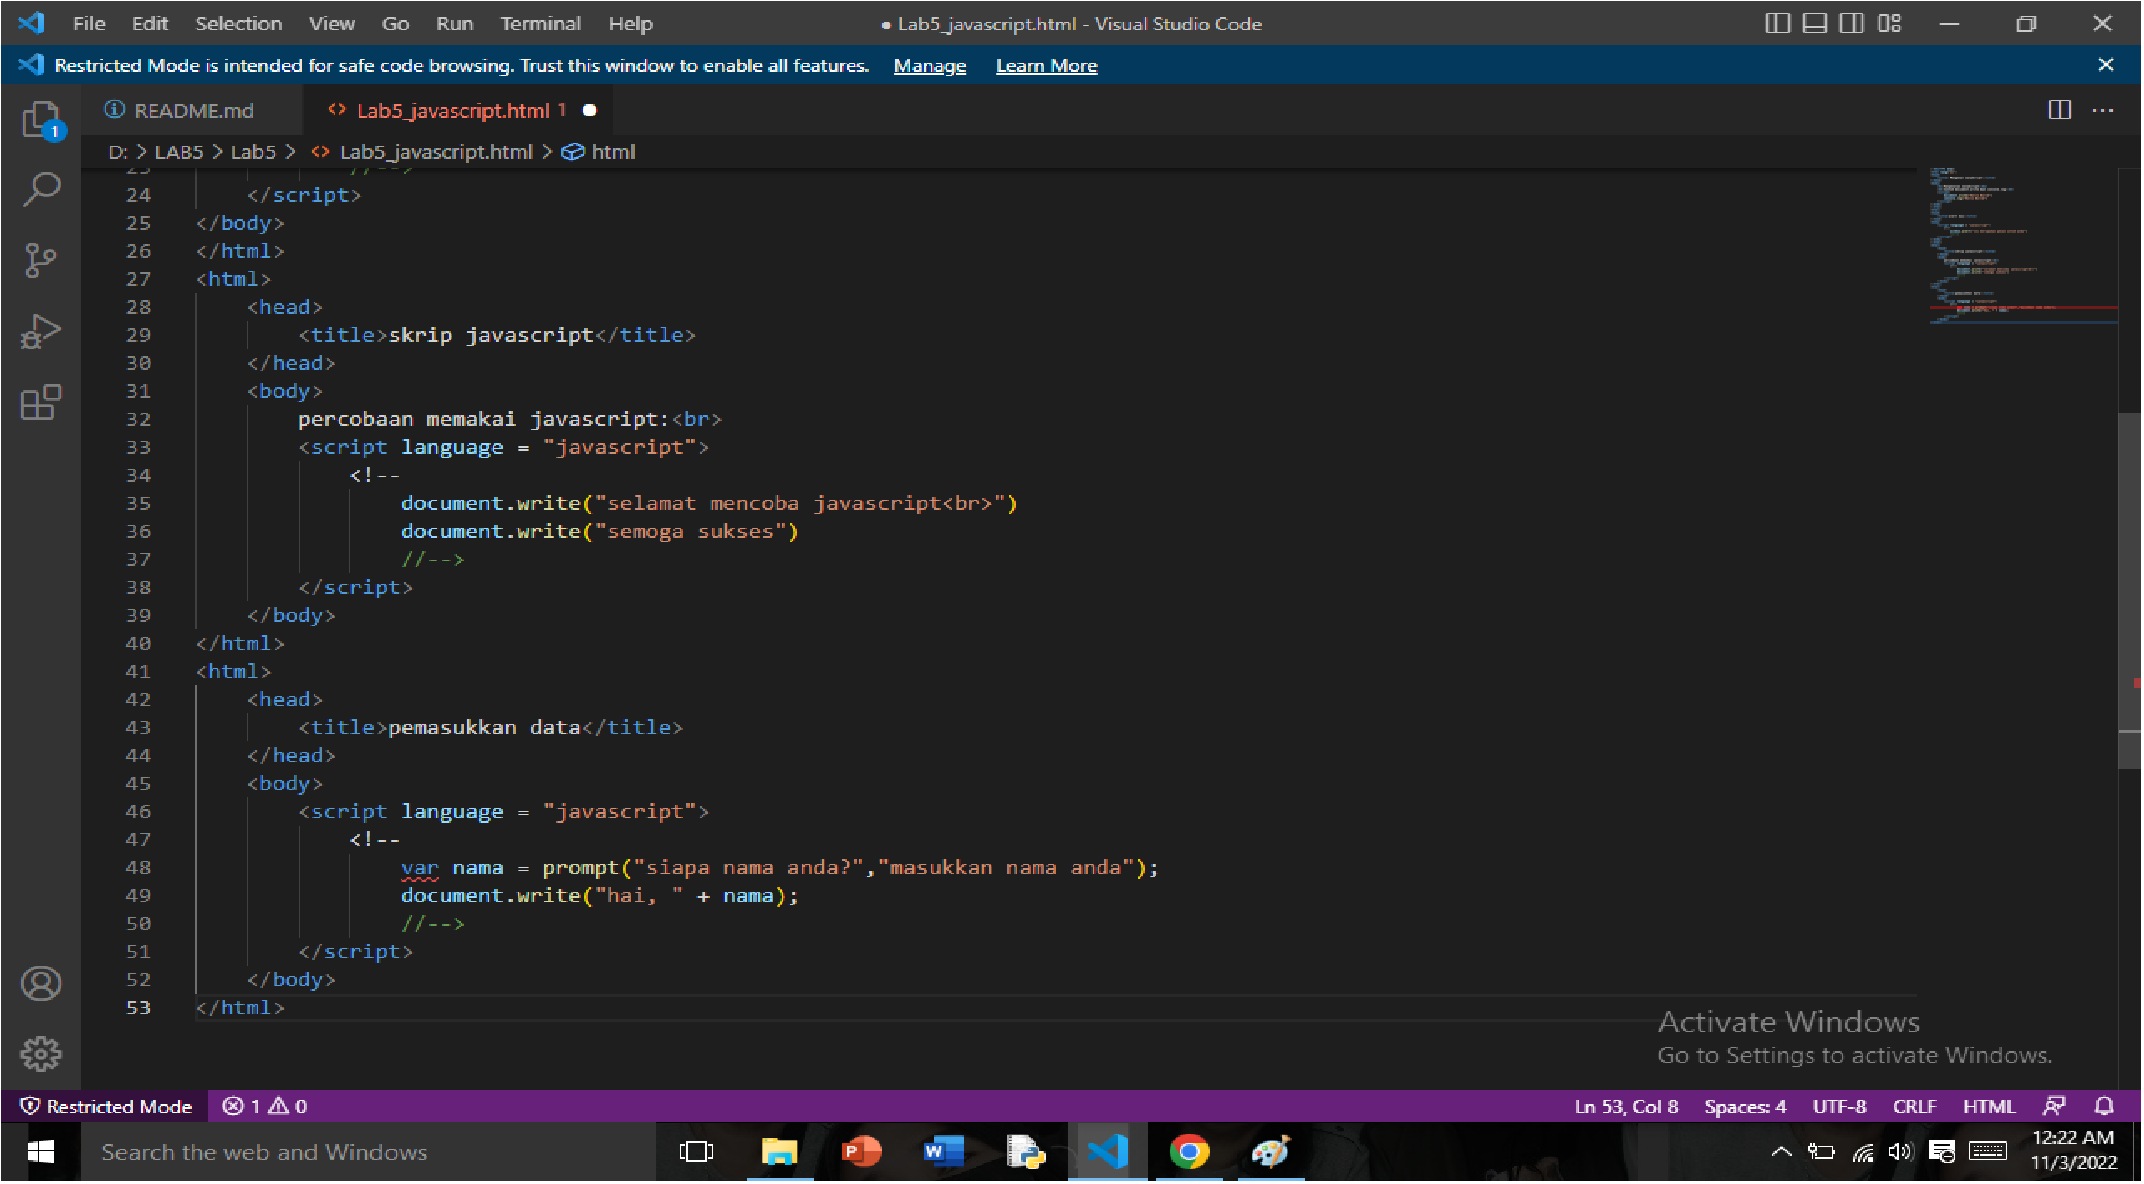 File Edit Selection View Go Run Terminal Help ● Lab5_javascript.html - Visual Studio Code
Restricted Mode is intended for safe code browsing. Trust this window to enable all features. Manage Learn More
README.md Lab5_javascript.html 1
D: > LAB5 > Lab5 > Lab5_javascript.html > html
1
23 //-->
24 </script>
25 </body>
26 </html>
27 <html>
28 <head>
29 <title>skrip javascript</title>
30 </head>
31 <body>
32 percobaan memakai javascript:<br>
33 <script language = "javascript">
34 <!--
35 document.write("selamat mencoba javascript<br>")
36 document.write("semoga sukses")
37 //-->
38 </script>
39 </body>
40 </html>
41 <html>
42 <head>
43 <title>pemasukkan data</title>
44 </head>
45 <body>
46 <script language = "javascript">
47 <!--
48 var nama = prompt("siapa nama anda?","masukkan nama anda");
49 document.write("hai, " + nama);
50 //-->
51 </script>
52 </body>
53 </html>
Activate Windows
Go to Settings to activate Windows.
Restricted Mode 1 0 Ln 53, Col 8 Spaces: 4 UTF-8 CRLF HTML
Search the web and Windows
12:22 AM
11/3/2022